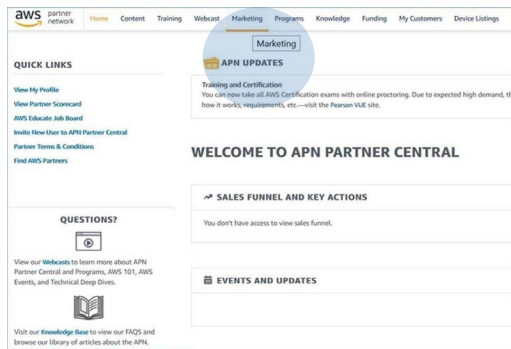 aws partner network
Home Content Training Webcast Marketing Programs Knowledge Funding My Customers Device Listings
Marketing
QUICK LINKS
View My Profile
View Partner Scorecard
AWS Educate Job Board
Invite New User to APN Partner Central
Partner Terms & Conditions
Find AWS Partners
QUESTIONS?
View our Webcasts to learn more about APN
Partner Central and Programs, AWS 101, AWS
Events, and Technical Deep Dives.
Visit our Knowledge Base to view our FAQS and
browse our library of articles about the APN.
APN UPDATES
Training and Certification
You can now take all AWS Certification exams with online proctoring. Due to expected high demand, th
how it works, requirements, etc.—visit the Pearson VUE site.
WELCOME TO APN PARTNER CENTRAL
SALES FUNNEL AND KEY ACTIONS
You don't have access to view sales funnel.
EVENTS AND UPDATES